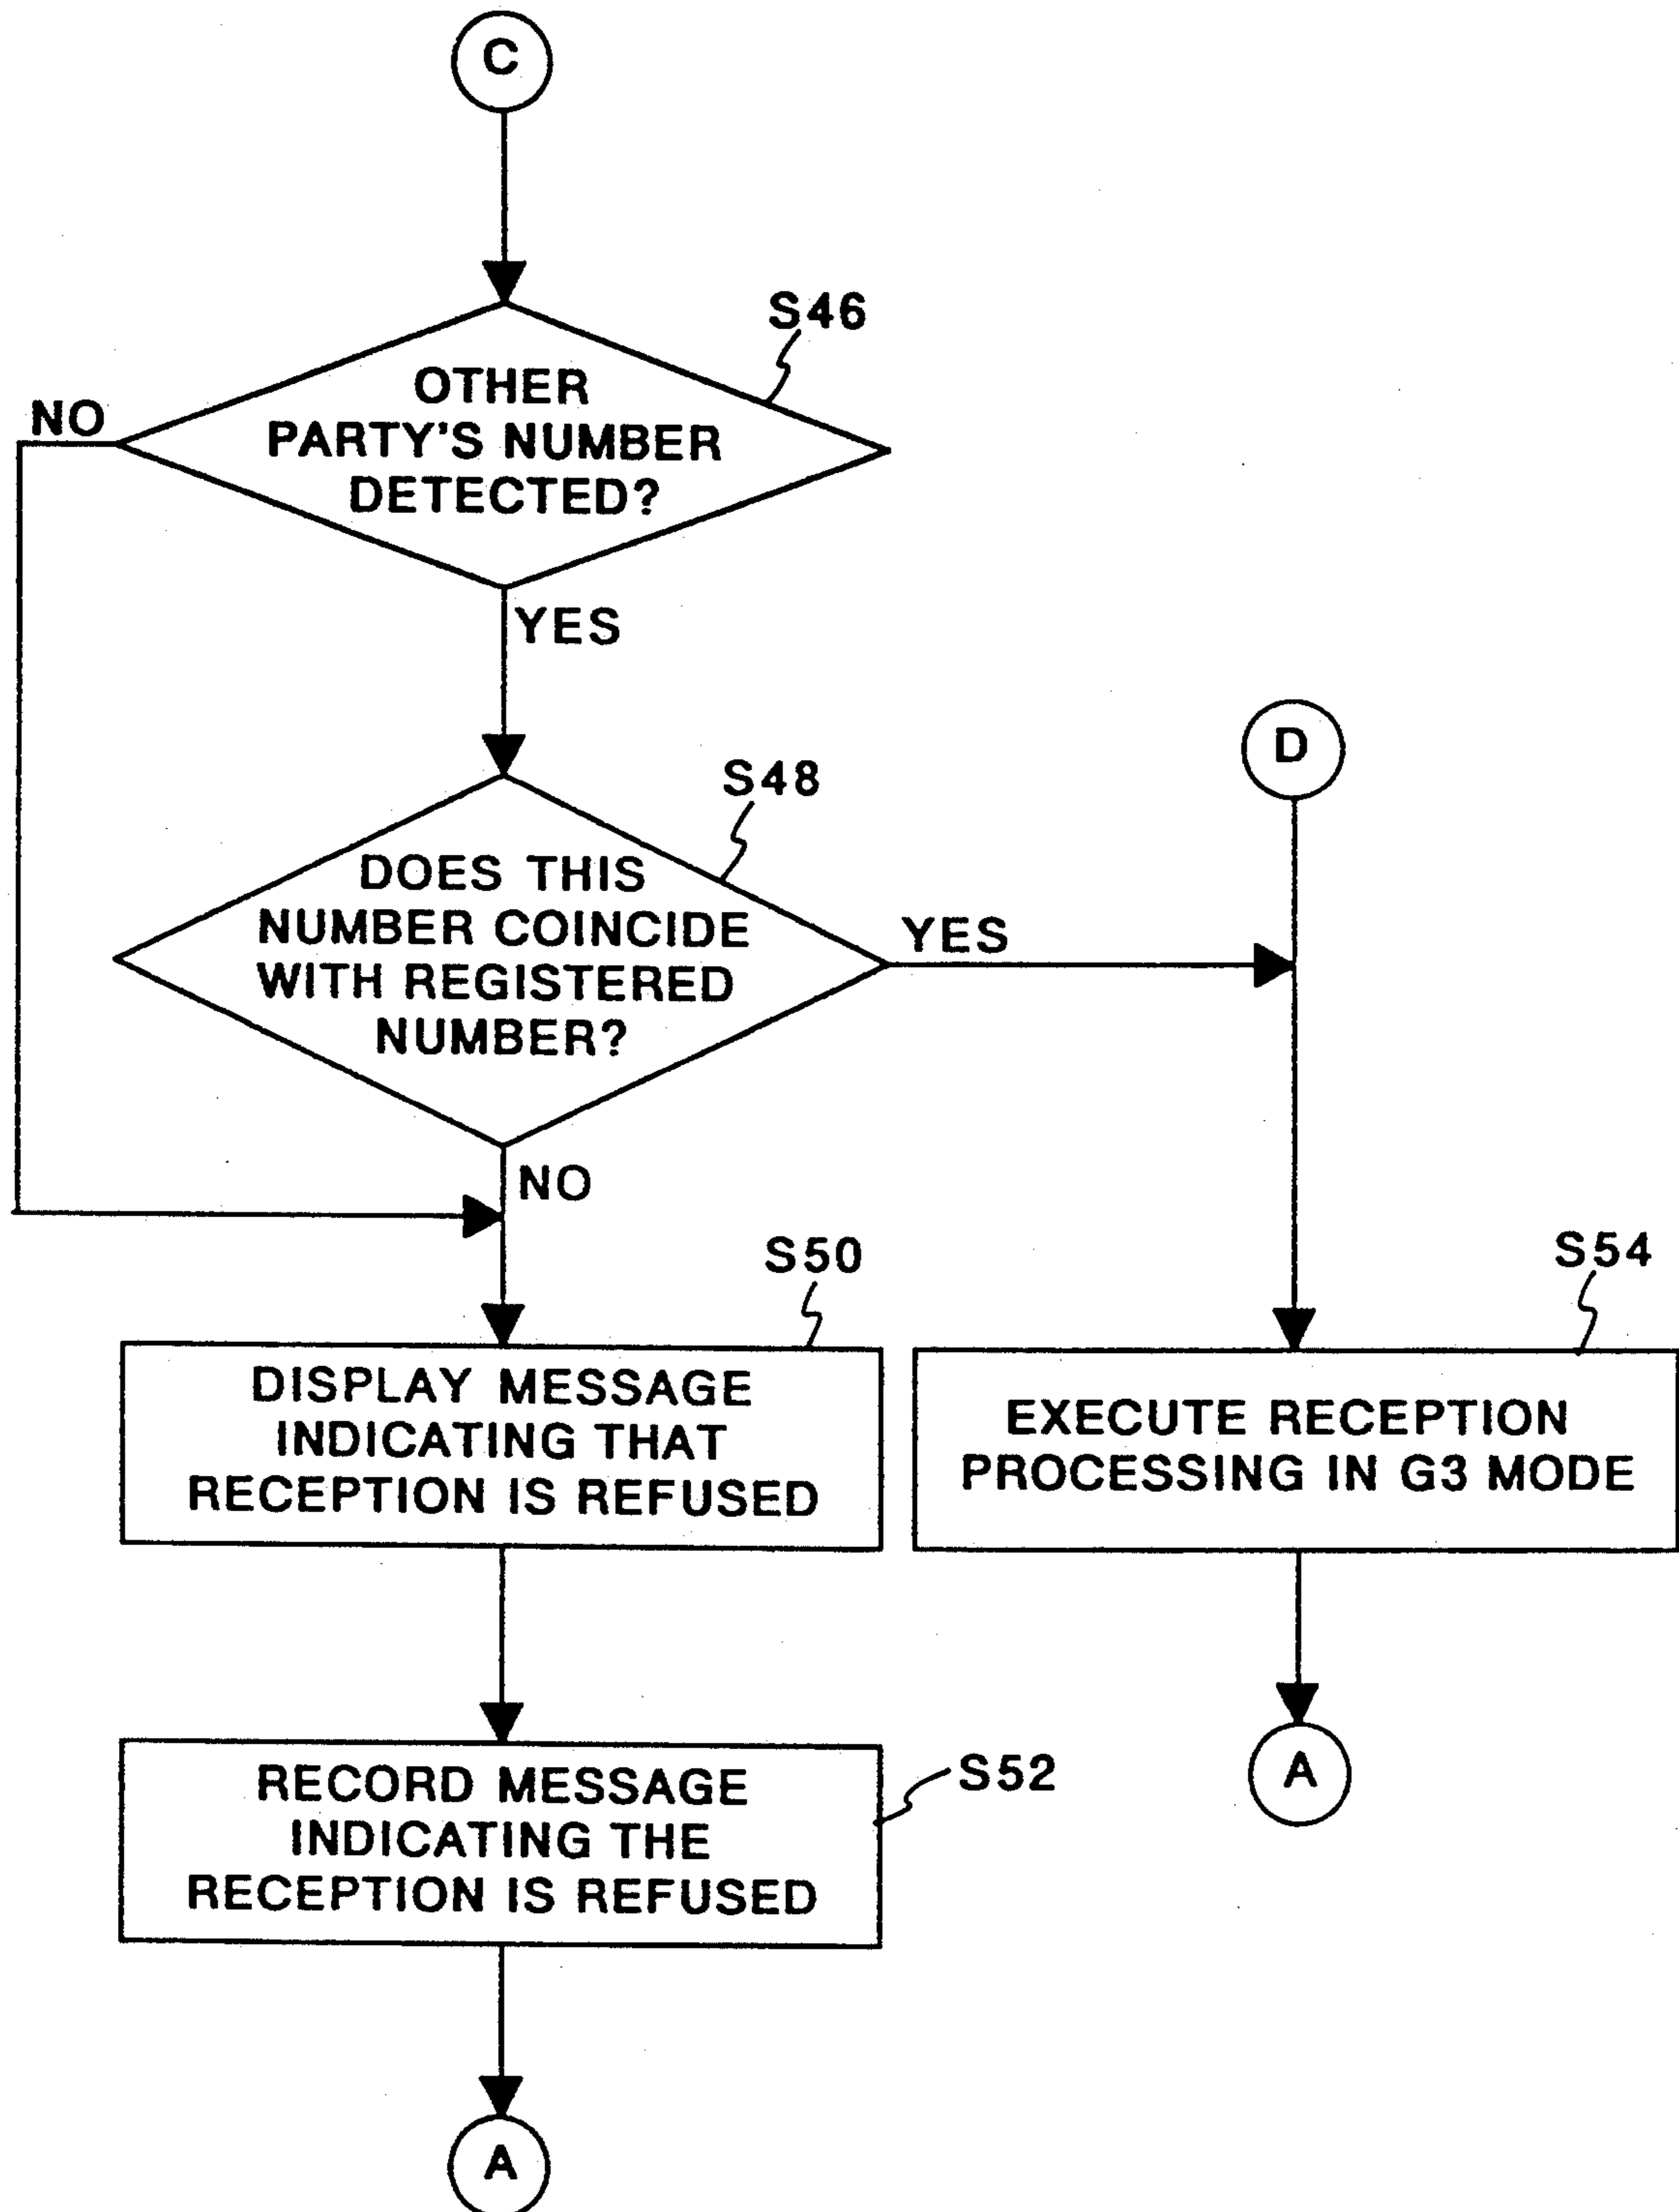 C
S46
OTHER
PARTY'S NUMBER
DETECTED?
NO
YES
D
S48
DOES THIS
NUMBER COINCIDE
WITH REGISTERED
NUMBER?
YES
NO
S50
DISPLAY MESSAGE
INDICATING THAT
RECEPTION IS REFUSED
S54
EXECUTE RECEPTION
PROCESSING IN G3 MODE
S52
RECORD MESSAGE
INDICATING THE
RECEPTION IS REFUSED
A
A